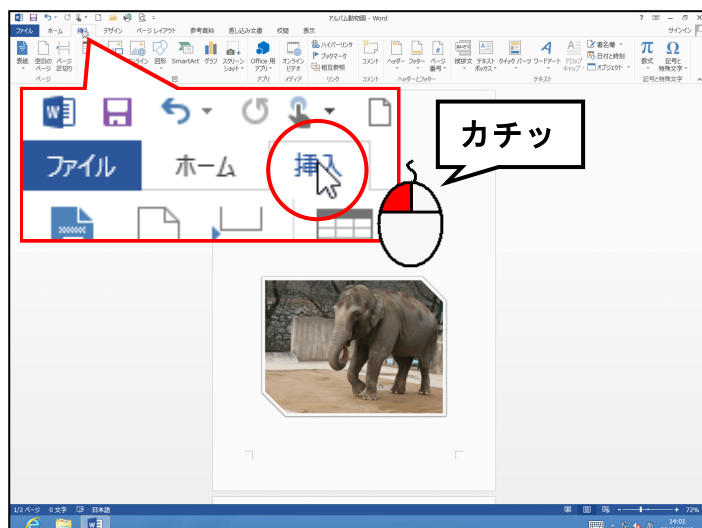 アルバム動物園 - Word
ファイル ホーム 挿入 デザイン ページ レイアウト 参考資料 差し込み文書 校閲 表示
サインイン
表紙 空白のページ ページ区切り
SmartArt グラフ スクリーンショット
Office 用アプリ オンラインビデオ
ハイパーリンク
ブックマーク
相互参照
コメント ヘッダー フッター ページ番号
挨拶文 テキストボックス クイック パーツ ワードアート ドロップキャップ
署名欄
日付と時刻
オブジェクト
数式 記号と特殊文字
ページ アプリ メディア リンク コメント ヘッダーとフッター テキスト 記号と特殊文字
ファイル ホーム 挿入
カチッ
1/2 ページ 0 文字 日本語
72%
14:01